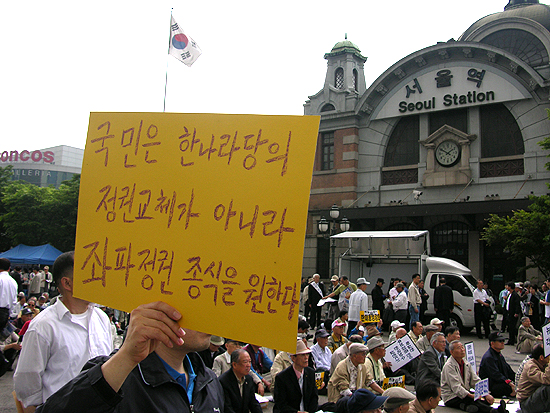 서울역
Seoul Station
concos
국민은 한나라당의
정권교체가 아니라
좌파정권 종식을 원한다